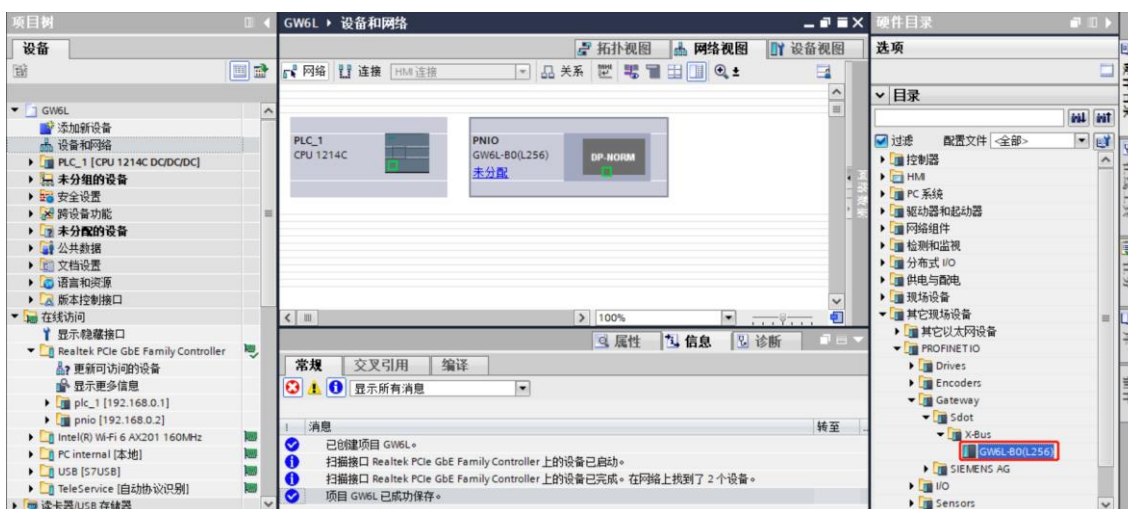 项目树
设备
GW6L
添加新设备
设备和网络
PLC_1 [CPU 1214C DC/DC/DC]
未分组的设备
安全设置
跨设备功能
未分配的设备
公共数据
文档设置
语言和资源
版本控制接口
在线访问
显示/隐藏接口
Realtek PCIe GbE Family Controller
更新可访问的设备
显示更多信息
plc_1 [192.168.0.1]
pnio [192.168.0.2]
Intel(R) Wi-Fi 6 AX201 160MHz
PC internal [本地]
USB [S7USB]
TeleService [自动协议识别]
读卡器/USB 存储器
GW6L 设备和网络
拓扑视图 网络视图 设备视图
网络 连接 HMI 连接 关系
PLC_1
CPU 1214C
PNIO
GW6L-B0(L256)
未分配
DP-NORM
100%
属性 信息 诊断
常规 交叉引用 编译
显示所有消息
! 消息 转至
已创建项目 GW6L。
扫描接口 Realtek PCIe GbE Family Controller 上的设备已启动。
扫描接口 Realtek PCIe GbE Family Controller 上的设备已完成。在网络上找到了 2 个设备。
项目 GW6L 已成功保存。
硬件目录
选项
目录
过滤 配置文件 <全部>
控制器
HMI
PC 系统
驱动器和起动器
网络组件
检测和监视
分布式 I/O
供电与配电
现场设备
其它现场设备
其它以太网设备
PROFINET IO
Drives
Encoders
Gateway
Sdot
X-Bus
GW6L-B0(L256)
SIEMENS AG
I/O
Sensors